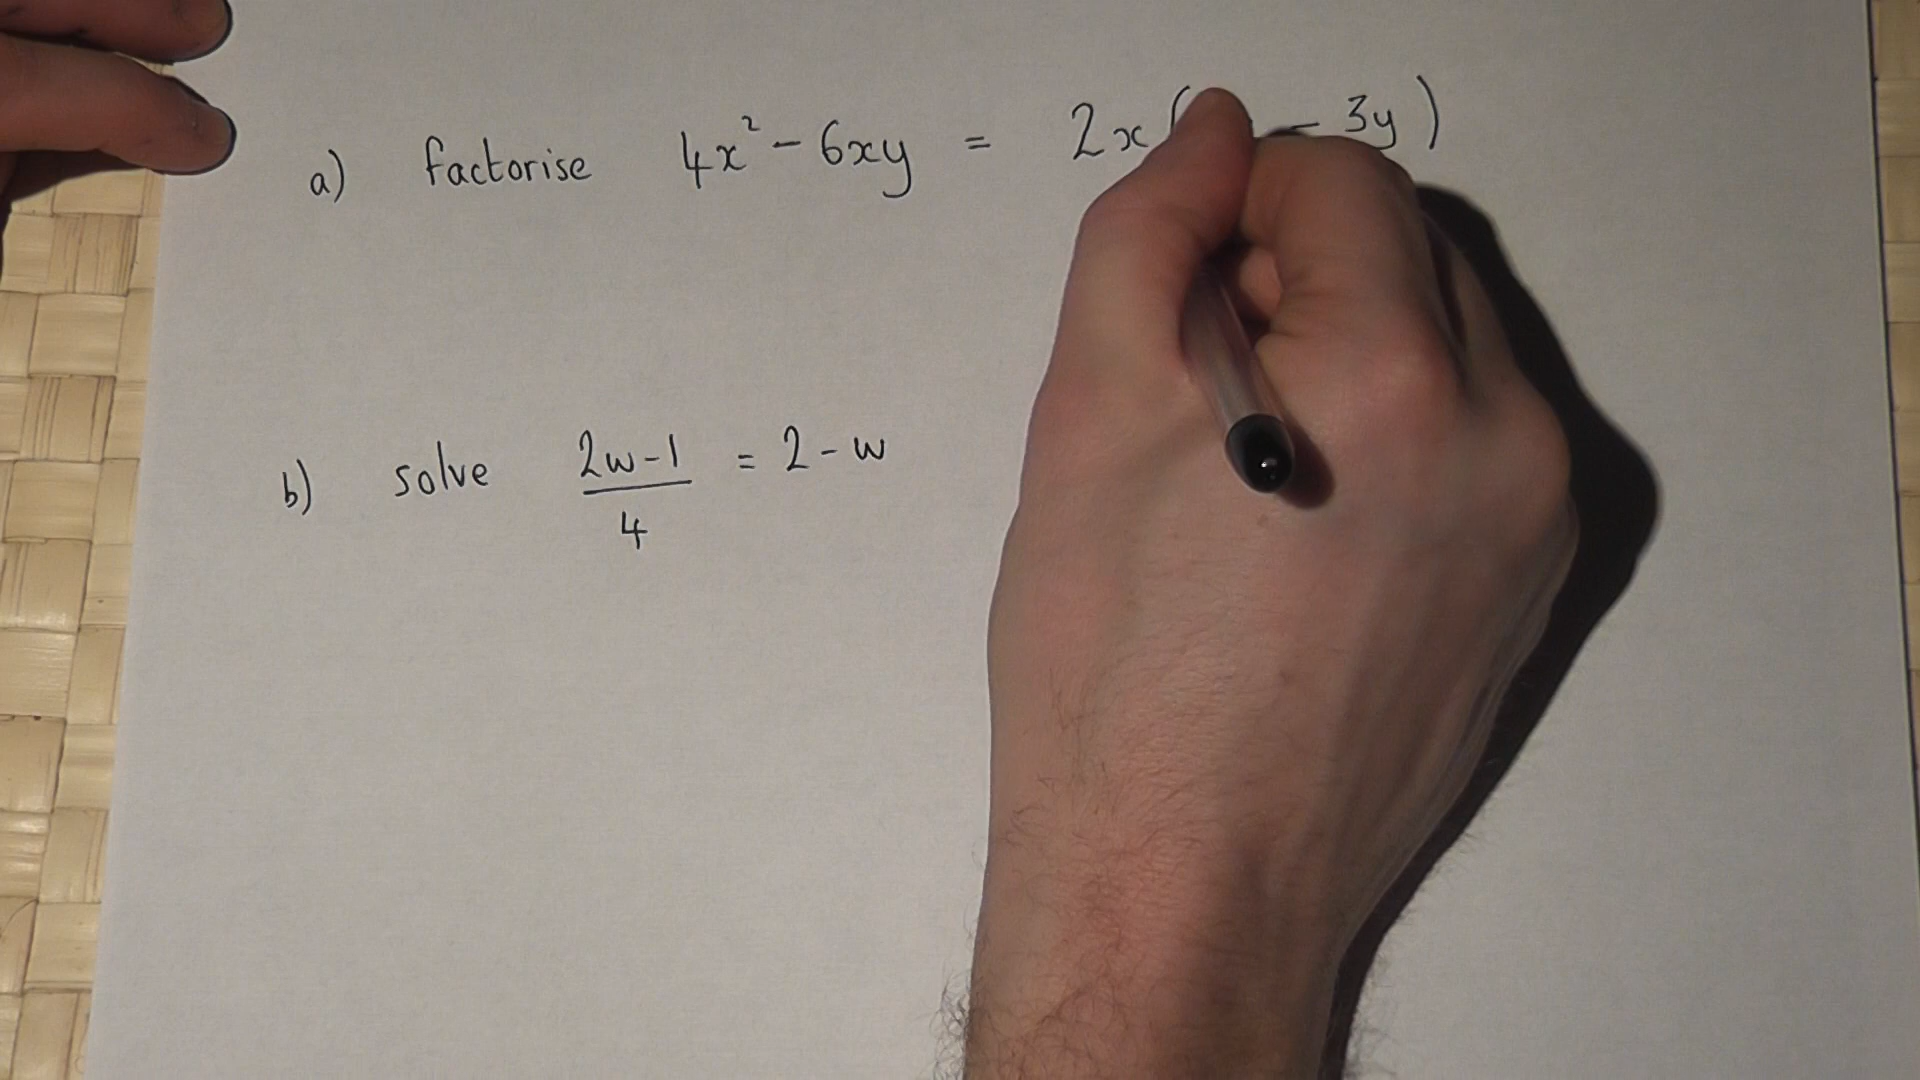 a) factorise 4x² - 6xy = 2x( - 3y)
b) solve 2w-1 = 2 - w
4